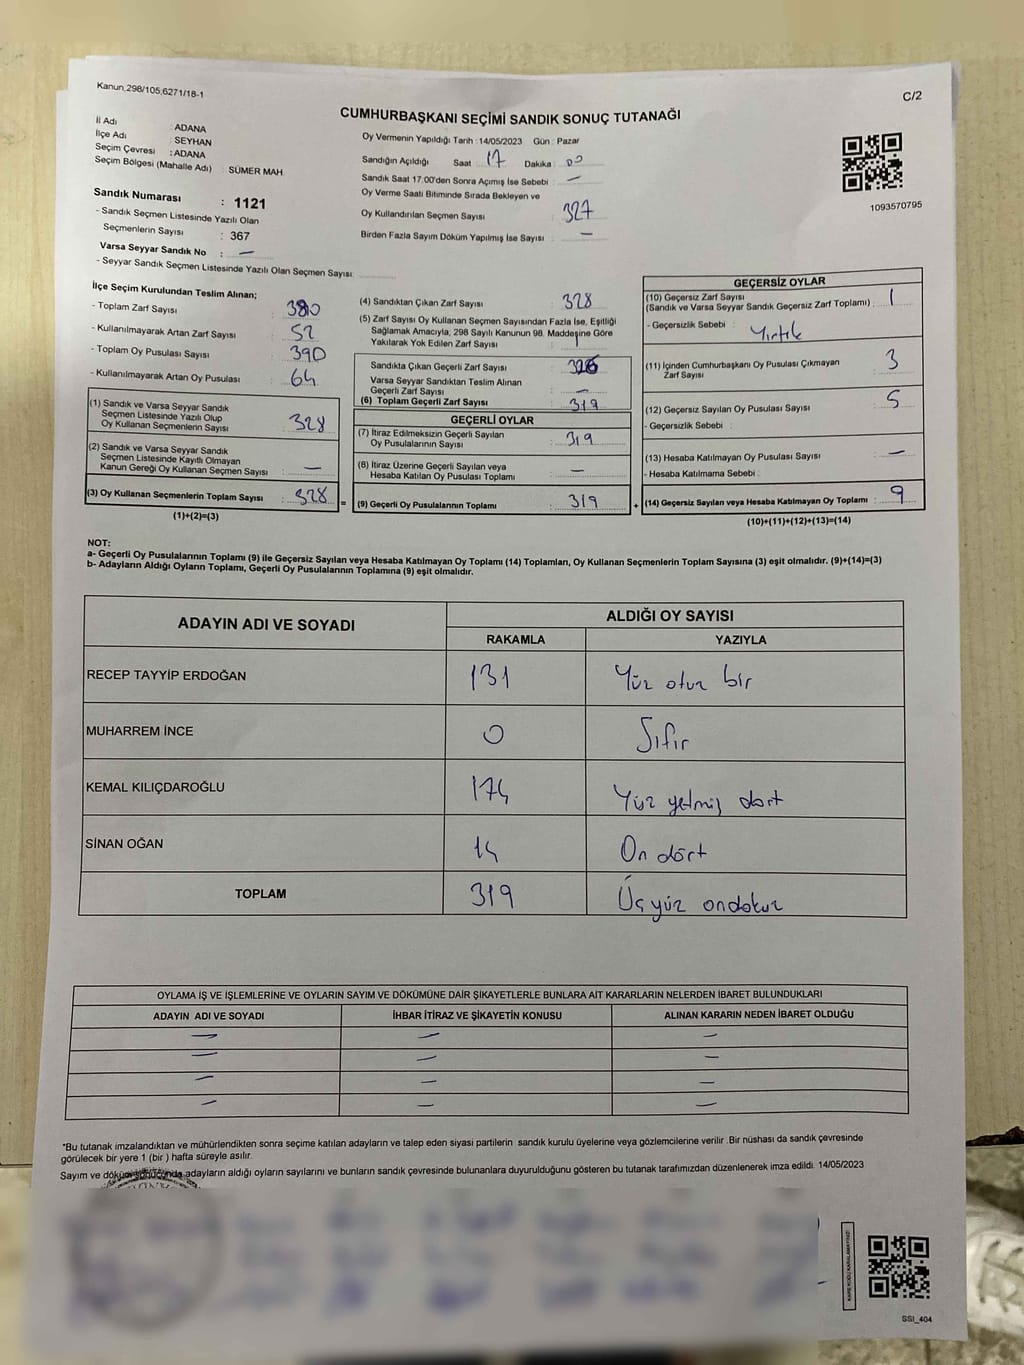 Kanun,298/105,6271/18-1
C/2
CUMHURBAŞKANI SEÇİMİ SANDIK SONUÇ TUTANAĞI
İl Adı : ADANA
İlçe Adı : SEYHAN
Seçim Çevresi : ADANA
Seçim Bölgesi (Mahalle Adı) : SÜMER MAH.
Sandık Numarası : 1121
- Sandık Seçmen Listesinde Yazılı Olan
Seçmenlerin Sayısı : 367
Varsa Seyyar Sandık No : —
- Seyyar Sandık Seçmen Listesinde Yazılı Olan Seçmen Sayısı:
Oy Vermenin Yapıldığı Tarih : 14/05/2023 Gün : Pazar
Sandığın Açıldığı Saat 17 Dakika 00
Sandık Saat 17:00'den Sonra Açımış İse Sebebi : —
Oy Verme Saati Bitiminde Sırada Bekleyen ve
Oy Kullandırılan Seçmen Sayısı : 327
Birden Fazla Sayım Döküm Yapılmış İse Sayısı : —
1093570795
İlçe Seçim Kurulundan Teslim Alınan;
- Toplam Zarf Sayısı : 380
- Kullanılmayarak Artan Zarf Sayısı : 52
- Toplam Oy Pusulası Sayısı : 390
- Kullanılmayarak Artan Oy Pusulası : 64
(1) Sandık ve Varsa Seyyar Sandık
Seçmen Listesinde Yazılı Olup
Oy Kullanan Seçmenlerin Sayısı : 328
(2) Sandık ve Varsa Seyyar Sandık
Seçmen Listesinde Kayıtlı Olmayan
Kanun Gereği Oy Kullanan Seçmen Sayısı : —
(3) Oy Kullanan Seçmenlerin Toplam Sayısı : 328 =
(1)+(2)=(3)
(4) Sandıktan Çıkan Zarf Sayısı : 328
(5) Zarf Sayısı Oy Kullanan Seçmen Sayısından Fazla İse, Eşitliği
Sağlamak Amacıyla, 298 Sayılı Kanunun 98. Maddesine Göre
Yakılarak Yok Edilen Zarf Sayısı :
Sandıkta Çıkan Geçerli Zarf Sayısı :
Varsa Seyyar Sandıktan Teslim Alınan
Geçerli Zarf Sayısı : —
(6) Toplam Geçerli Zarf Sayısı : 319
GEÇERLİ OYLAR
(7) İtiraz Edilmeksizin Geçerli Sayılan
Oy Pusulalarının Sayısı : 319
(8) İtiraz Üzerine Geçerli Sayılan veya
Hesaba Katılan Oy Pusulası Toplamı : —
(9) Geçerli Oy Pusulalarının Toplamı : 319 +
GEÇERSİZ OYLAR
(10) Geçersiz Zarf Sayısı
(Sandık ve Varsa Seyyar Sandık Geçersiz Zarf Toplamı) : 1
- Geçersizlik Sebebi : Yırtık
(11) İçinden Cumhurbaşkanı Oy Pusulası Çıkmayan
Zarf Sayısı : 3
(12) Geçersiz Sayılan Oy Pusulası Sayısı : 5
- Geçersizlik Sebebi :
(13) Hesaba Katılmayan Oy Pusulası Sayısı : —
- Hesaba Katılmama Sebebi :
(14) Geçersiz Sayılan veya Hesaba Katılmayan Oy Toplamı : 9
(10)+(11)+(12)+(13)=(14)
NOT:
a- Geçerli Oy Pusulalarının Toplamı (9) ile Geçersiz Sayılan veya Hesaba Katılmayan Oy Toplamı (14) Toplamları, Oy Kullanan Seçmenlerin Toplam Sayısına (3) eşit olmalıdır. (9)+(14)=(3)
b- Adayların Aldığı Oyların Toplamı, Geçerli Oy Pusulalarının Toplamına (9) eşit olmalıdır.
ADAYIN ADI VE SOYADI
ALDIĞI OY SAYISI
RAKAMLA YAZIYLA
RECEP TAYYİP ERDOĞAN 131 Yüz otuz bir
MUHARREM İNCE 0 Sıfır
KEMAL KILIÇDAROĞLU 174 Yüz yetmiş dört
SİNAN OĞAN 14 On dört
TOPLAM 319 Üçyüz ondokuz
OYLAMA İŞ VE İŞLEMLERİNE VE OYLARIN SAYIM VE DÖKÜMÜNE DAİR ŞİKAYETLERLE BUNLARA AİT KARARLARIN NELERDEN İBARET BULUNDUKLARI
ADAYIN ADI VE SOYADI İHBAR İTİRAZ VE ŞİKAYETİN KONUSU ALINAN KARARIN NEDEN İBARET OLDUĞU
— — —
— — —
— — —
— — —
*Bu tutanak imzalandıktan ve mühürlendikten sonra seçime katılan adayların ve talep eden siyasi partilerin sandık kurulu üyelerine veya gözlemcilerine verilir .Bir nüshası da sandık çevresinde
görülecek bir yere 1 (bir ) hafta süreyle asılır.
Sayım ve döküm sonucunda adayların aldığı oyların sayılarını ve bunların sandık çevresinde bulunanlara duyurulduğunu gösteren bu tutanak tarafımızdan düzenlenerek imza edildi. 14/05/2023
KARE KODU KARALAMAYINIZ!
SSI_404